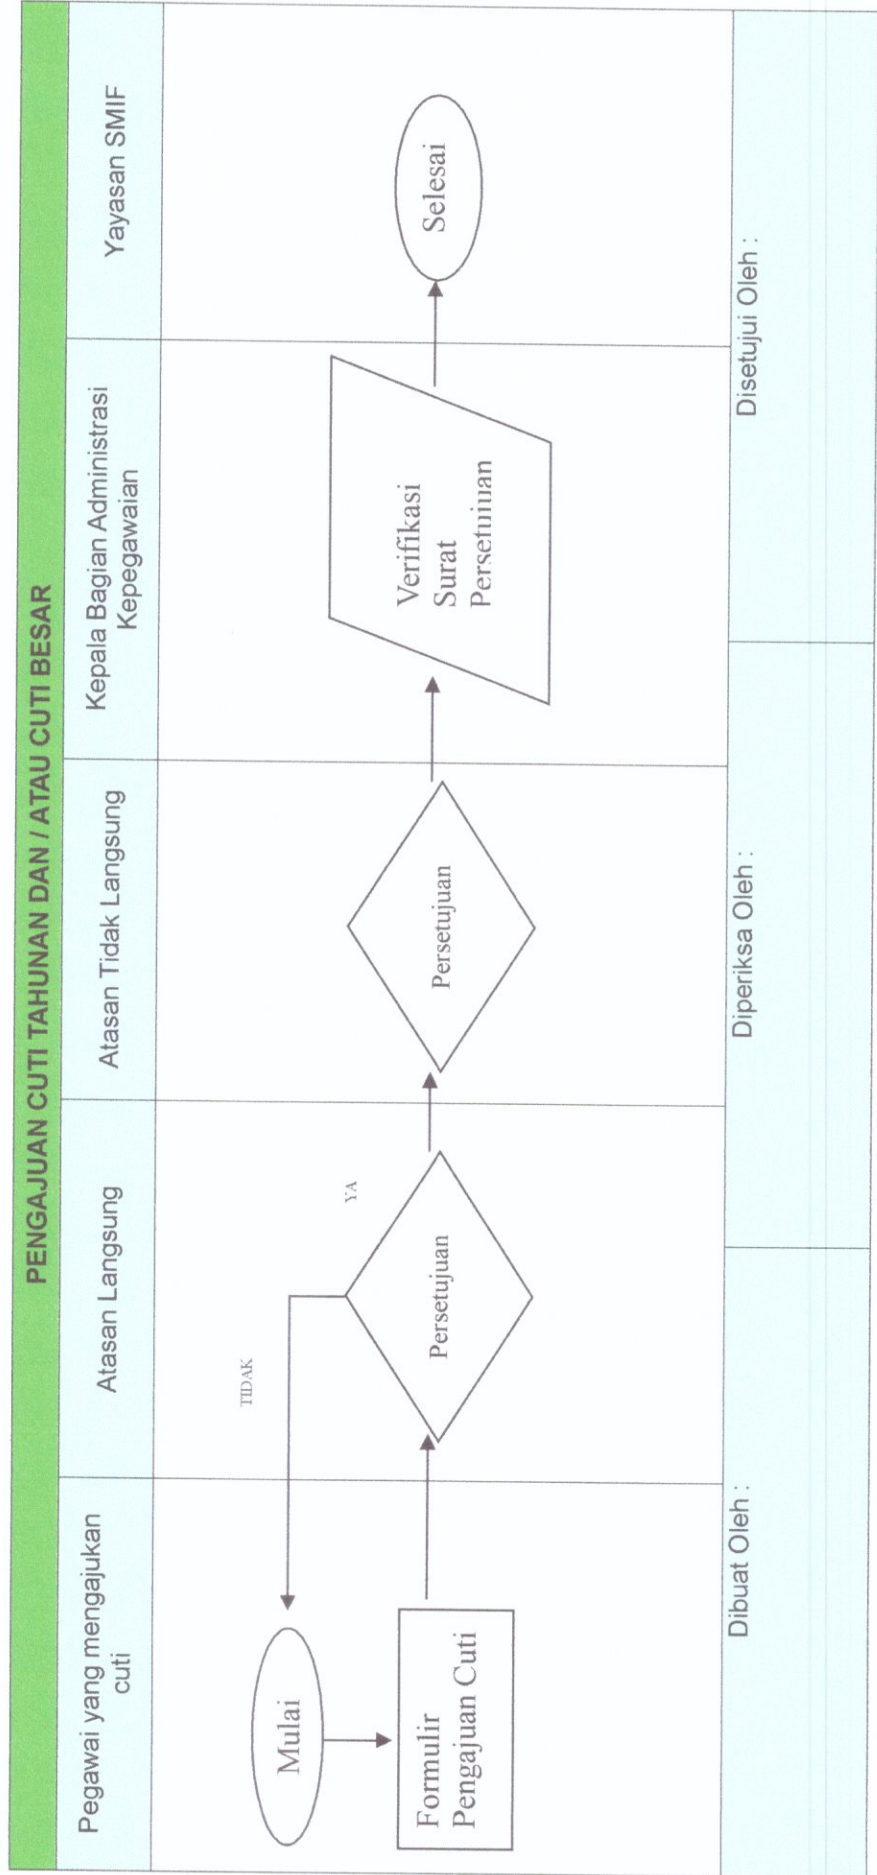 PENGAJUAN CUTI TAHUNAN DAN / ATAU CUTI BESAR
Pegawai yang mengajukan
cuti
Atasan Langsung
Atasan Tidak Langsung
Kepala Bagian Administrasi
Kepegawaian
Yayasan SMIF
Mulai
Formulir
Pengajuan Cuti
TIDAK
YA
Persetujuan
Persetujuan
Verifikasi
Surat
Persetujuan
Selesai
Dibuat Oleh :
Diperiksa Oleh :
Disetujui Oleh :